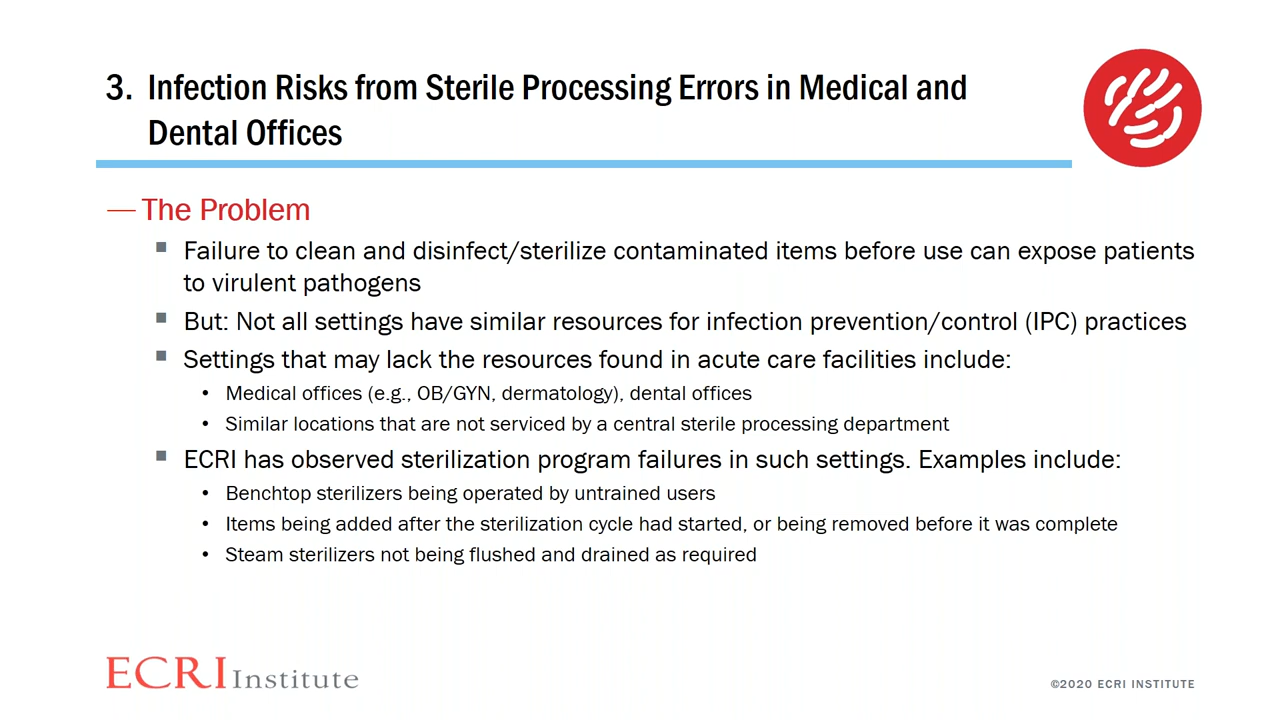 3. Infection Risks from Sterile Processing Errors in Medical and
Dental Offices
— The Problem
▪ Failure to clean and disinfect/sterilize contaminated items before use can expose patients
to virulent pathogens
▪ But: Not all settings have similar resources for infection prevention/control (IPC) practices
▪ Settings that may lack the resources found in acute care facilities include:
• Medical offices (e.g., OB/GYN, dermatology), dental offices
• Similar locations that are not serviced by a central sterile processing department
▪ ECRI has observed sterilization program failures in such settings. Examples include:
• Benchtop sterilizers being operated by untrained users
• Items being added after the sterilization cycle had started, or being removed before it was complete
• Steam sterilizers not being flushed and drained as required
ECRI Institute
©2020 ECRI INSTITUTE